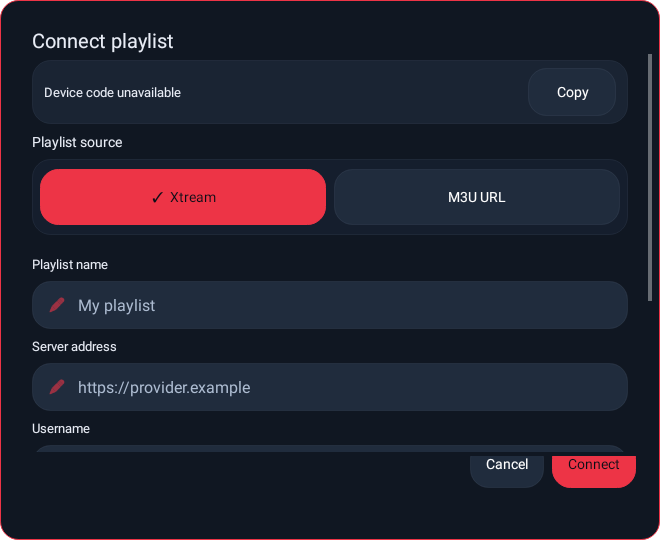 Connect playlist
Device code unavailable
Copy
Playlist source
✓ Xtream
M3U URL
Playlist name
My playlist
Server address
https://provider.example
Username
Cancel
Connect